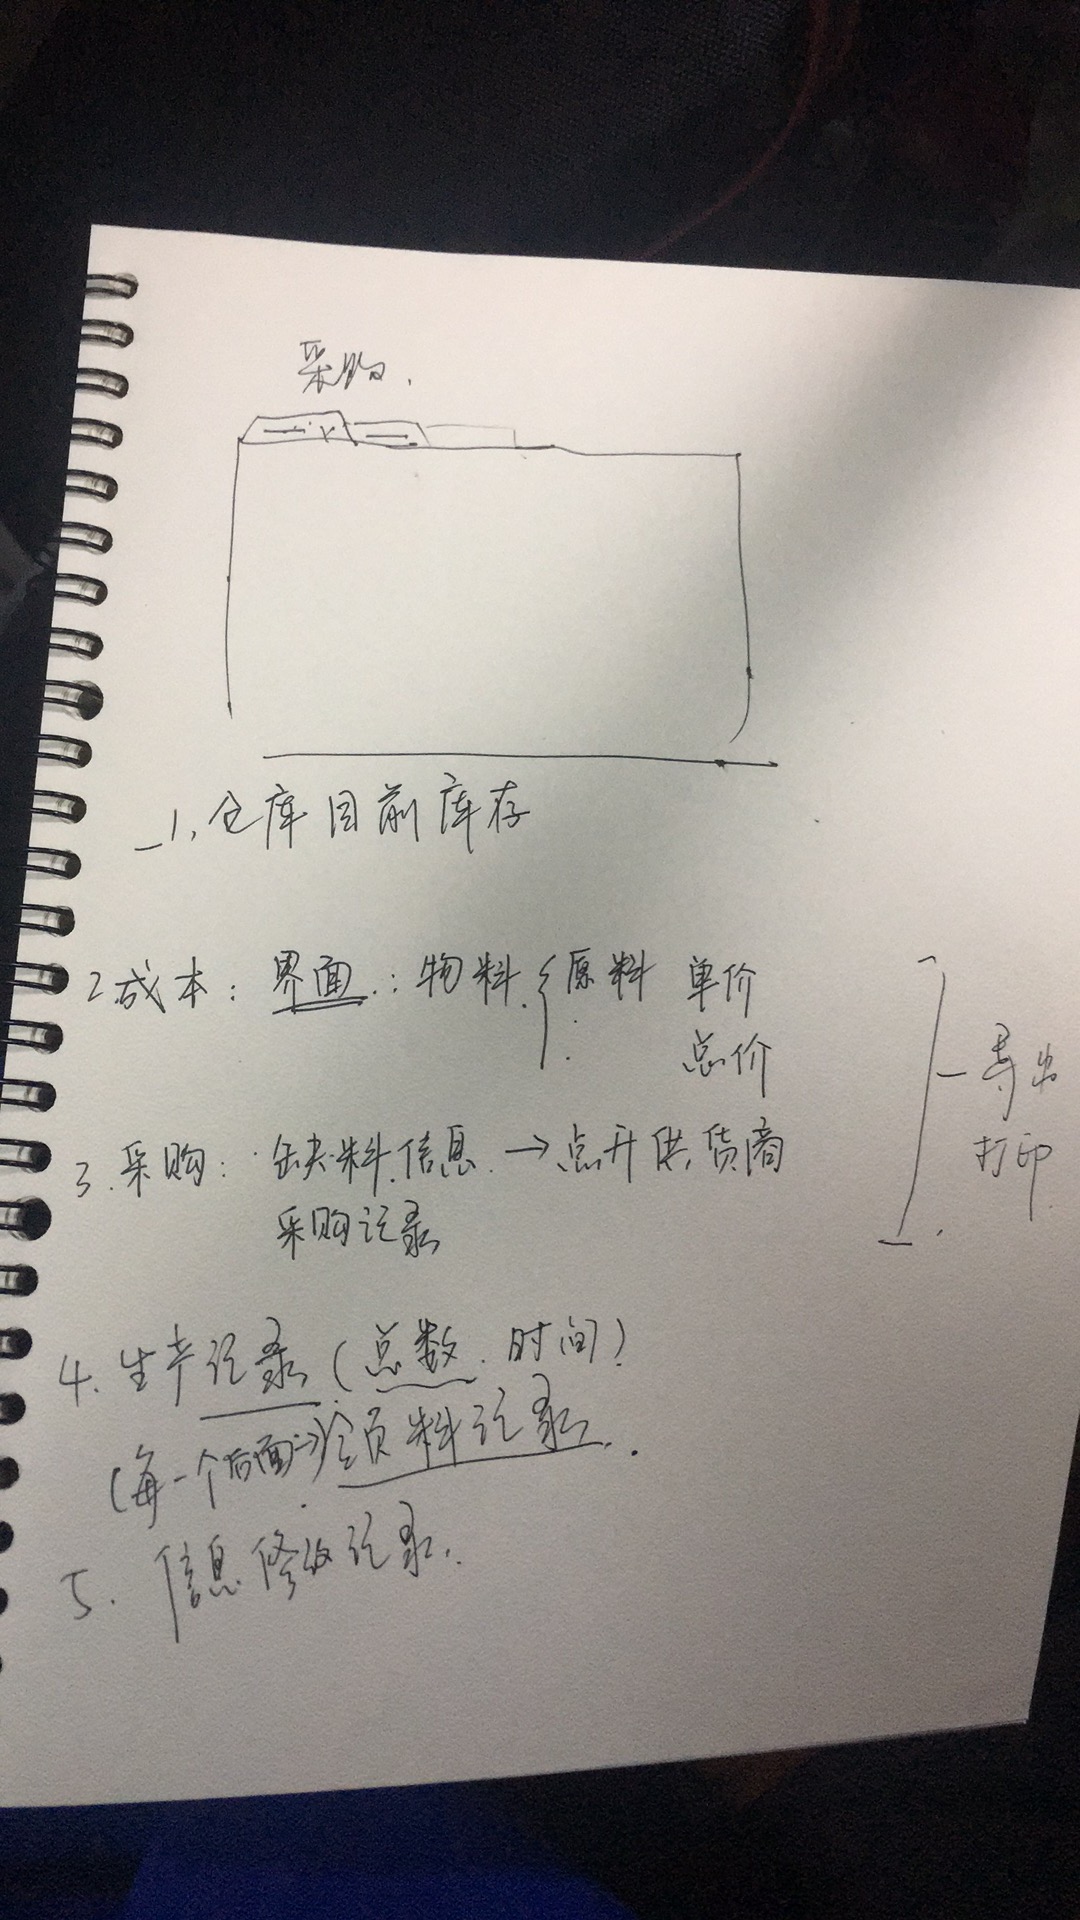 采购.
1、仓库目前库存
2 成本: 界面: 物料 { 原料 单价
总价
3. 采购: 缺料信息 → 点开供货商
采购记录
导出
打印
4. 生产记录 (总数、时间)
(每一个后面→) 领料记录.
5. 信息修改记录.